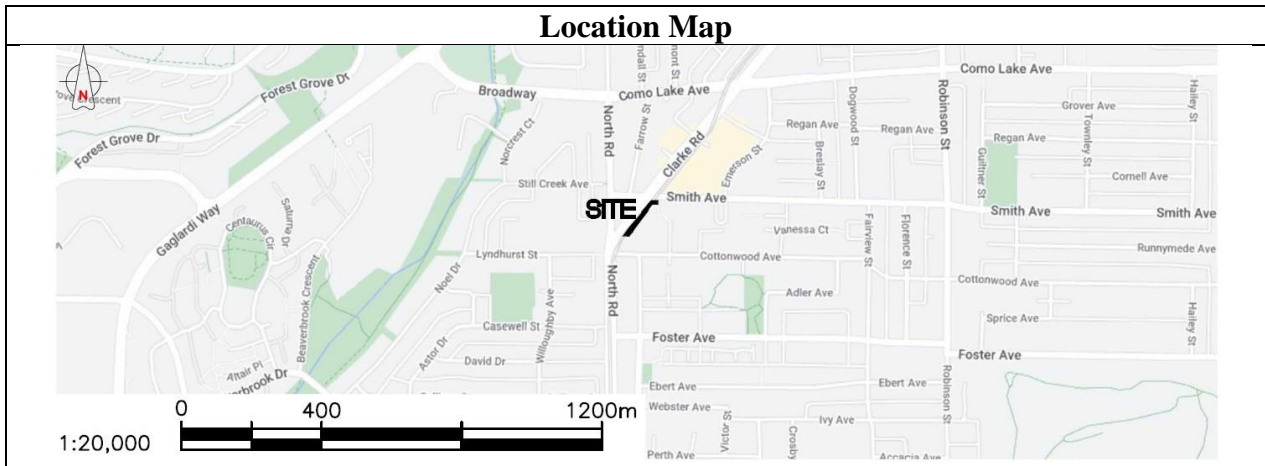 Location Map
N
Forest Grove Dr
Forest Grove Dr
Broadway
Como Lake Ave
Como Lake Ave
Robinson St
Hailey St
Grover Ave
Townley St
Regan Ave
Regan Ave
Regan Ave
Dogwood St
Breslay St
Guiltner St
Cornell Ave
North Rd
Farrow St
Clarke Rd
Emerson St
Norcrest Ct
Still Creek Ave
SITE
Smith Ave
Smith Ave
Smith Ave
Gaglardi Way
Centaurus Cir
Saturna Dr
Beaverbrook Crescent
Noel Dr
Lyndhurst St
North Rd
Cottonwood Ave
Vanessa Ct
Fairview St
Florence St
Runnymede Ave
Cottonwood Ave
Adler Ave
Sprice Ave
Hailey St
Casewell St
Willoughby Ave
Astor Dr
David Dr
Foster Ave
Foster Ave
Altair Pl
Ebert Ave
Ebert Ave
Robinson St
Webster Ave
Victor St
Ivy Ave
Crosby
Perth Ave
Acacia Ave
0 400 1200m
1:20,000